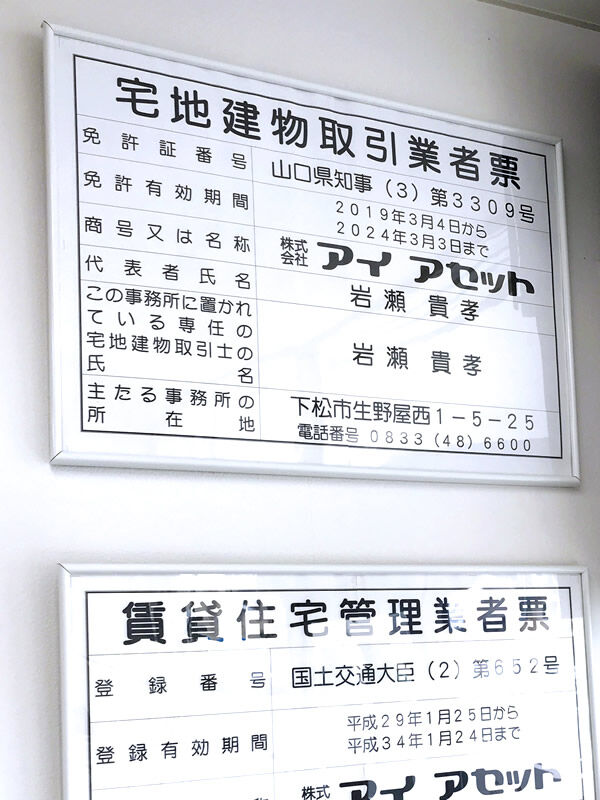 宅地建物取引業者票
免許証番号 山口県知事(3)第3309号
免許有効期間 2019年3月4日から
2024年3月3日まで
商号又は名称 株式会社 アイ アセット
代表者氏名 岩瀬 貴孝
この事務所に置かれ
ている専任の
宅地建物取引士の
氏名 岩瀬 貴孝
主たる事務所の
所在地 下松市生野屋西1-5-25
電話番号 0833(48)6600
賃貸住宅管理業者票
登録番号 国土交通大臣(2)第652号
登録有効期間 平成29年1月25日から
平成34年1月24日まで
株式 アイ アセット